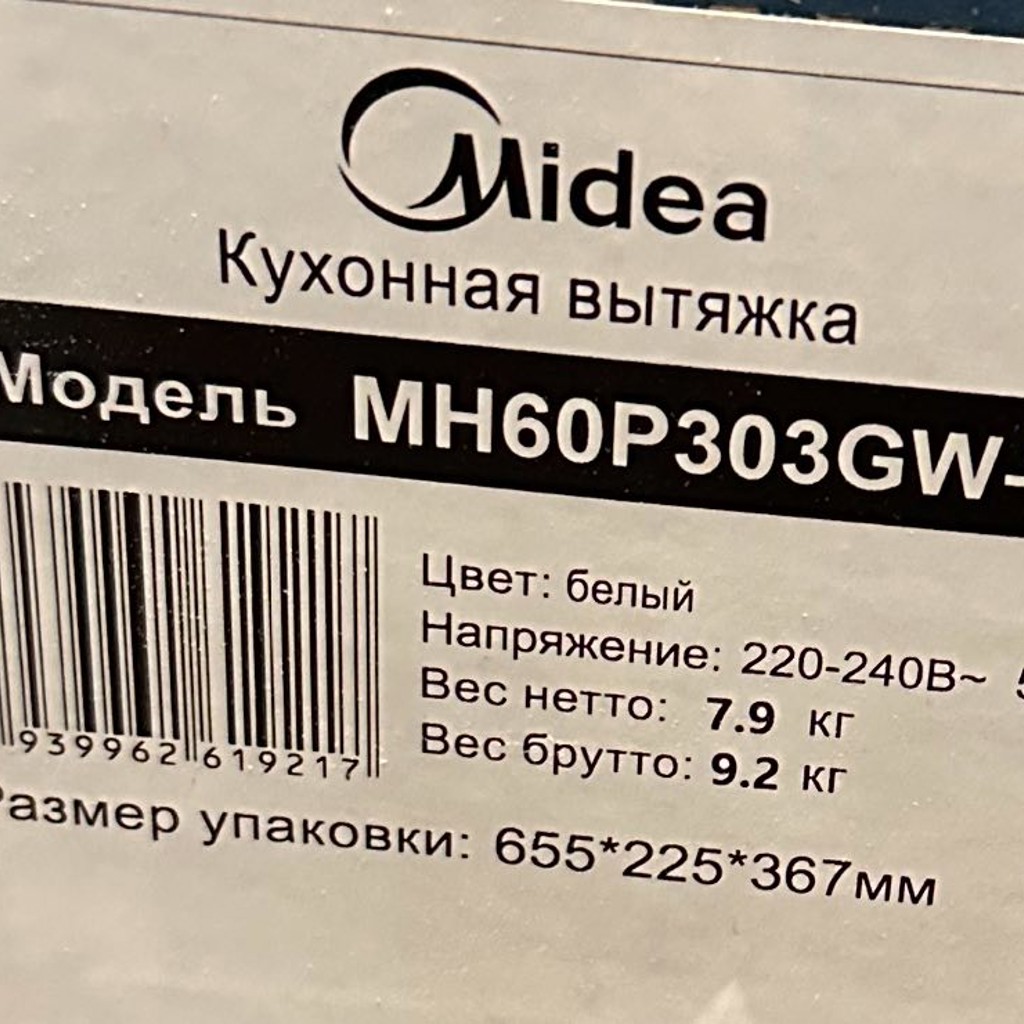 Midea
Кухонная вытяжка
Модель MH60P303GW-
Цвет: белый
Напряжение: 220-240В~
Вес нетто: 7.9 кг
Вес брутто: 9.2 кг
939962 619217
Размер упаковки: 655*225*367мм